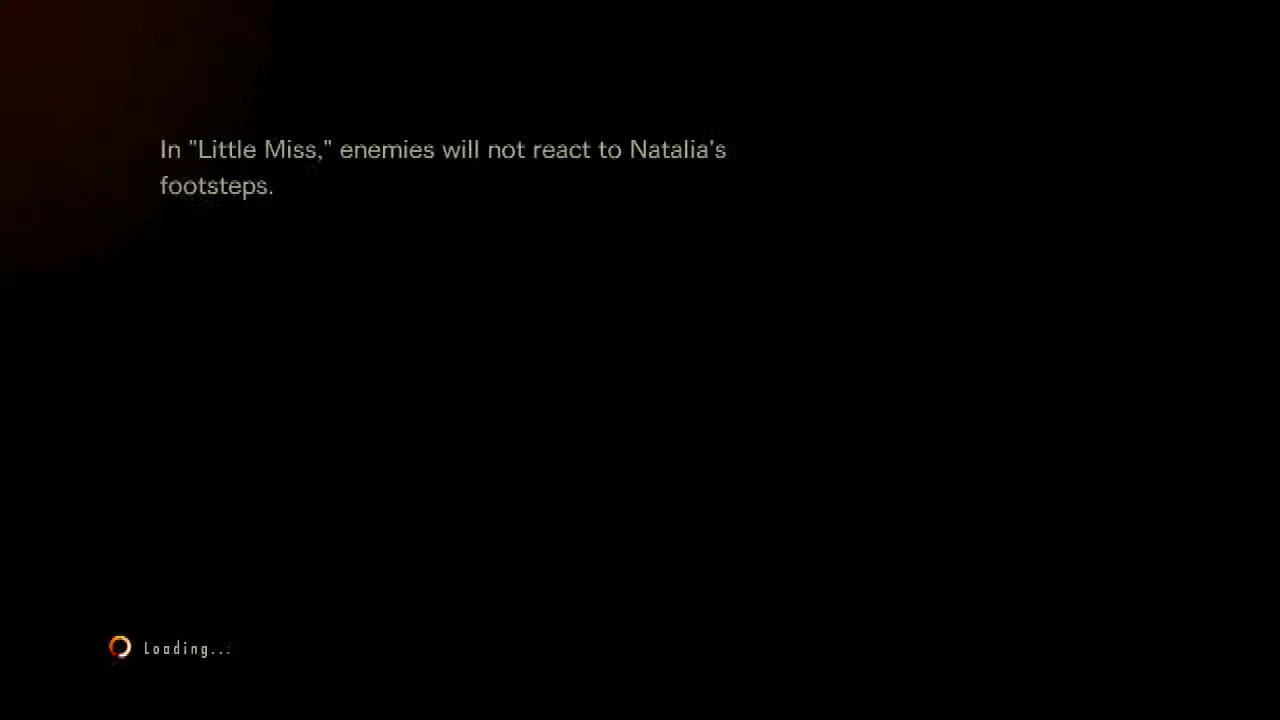 In "Little Miss," enemies will not react to Natalia's
footsteps.
Loading...